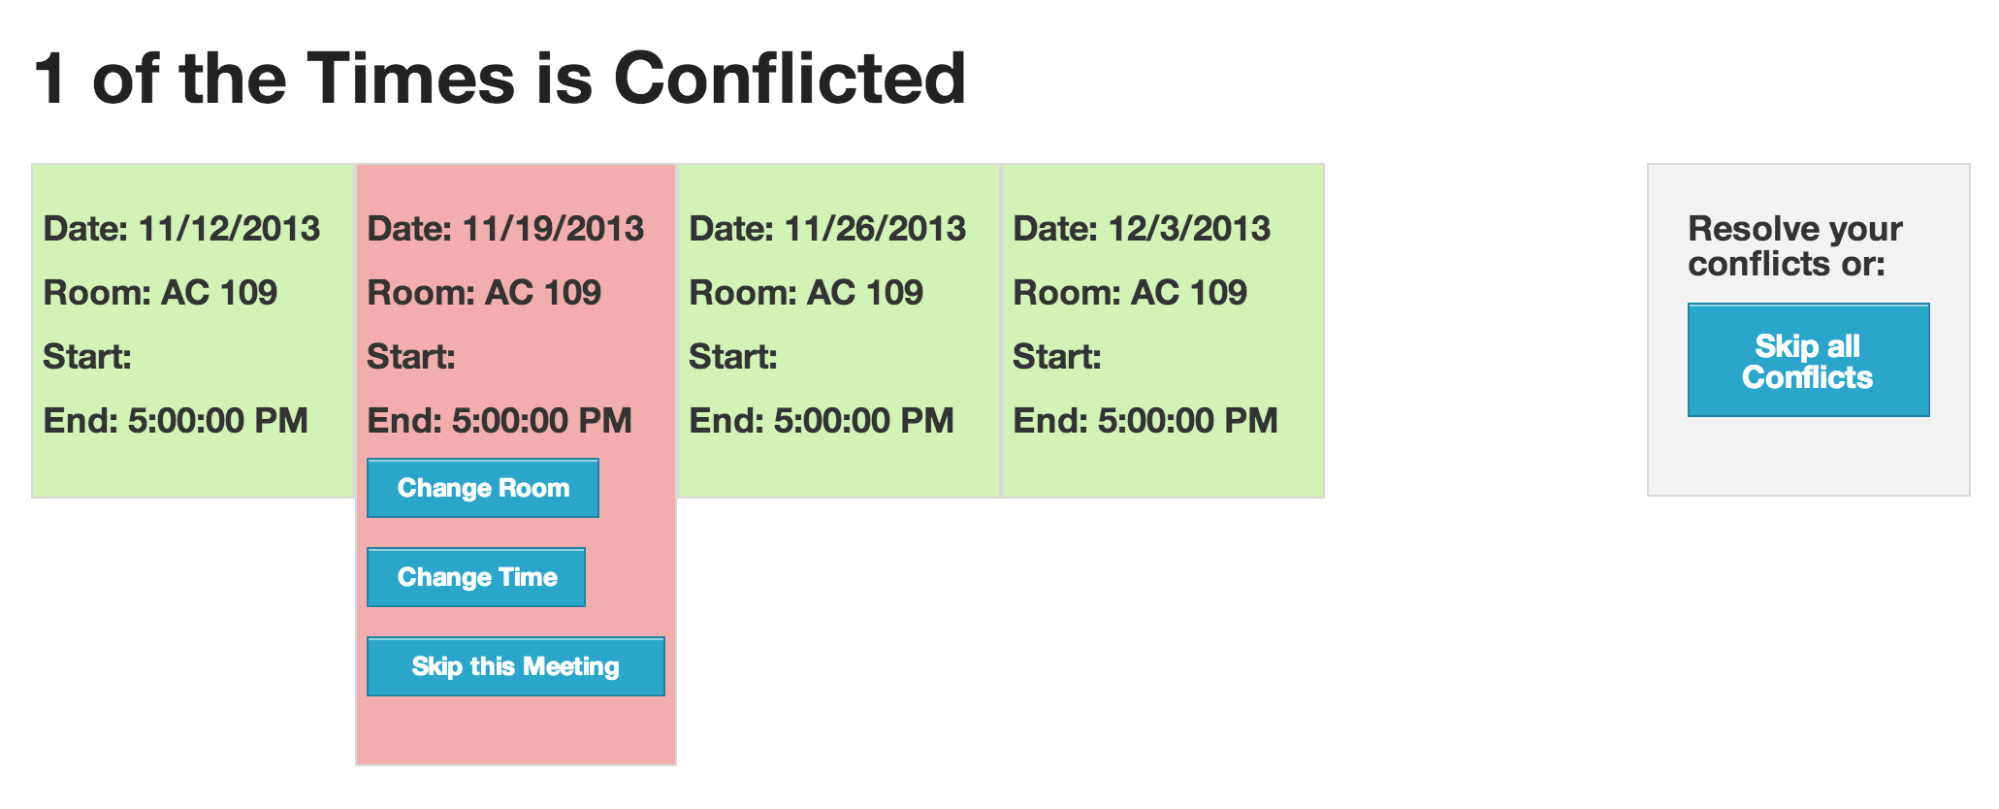 1 of the Times is Conflicted
Date: 11/12/2013
Room: AC 109
Start:
End: 5:00:00 PM
Date: 11/19/2013
Room: AC 109
Start:
End: 5:00:00 PM
Change Room
Change Time
Skip this Meeting
Date: 11/26/2013
Room: AC 109
Start:
End: 5:00:00 PM
Date: 12/3/2013
Room: AC 109
Start:
End: 5:00:00 PM
Resolve your
conflicts or:
Skip all
Conflicts